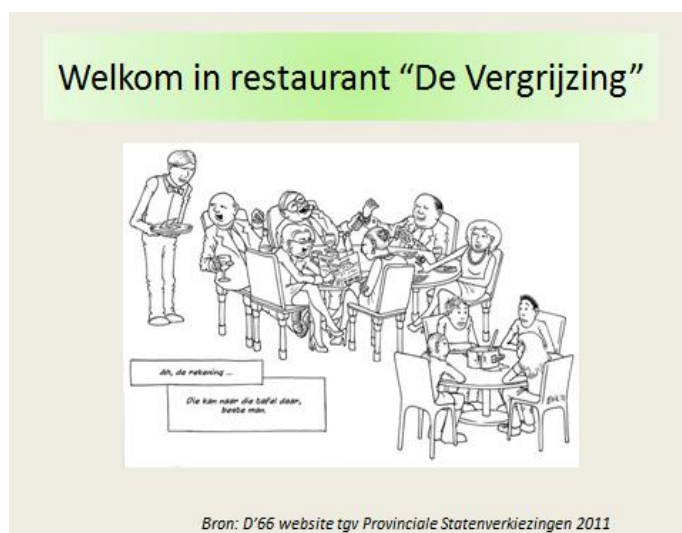 Welkom in restaurant “De Vergrijzing”
Ah, de rekening ...
Die kan naar die tafel daar,
beste man.
Bron: D’66 website tgv Provinciale Statenverkiezingen 2011